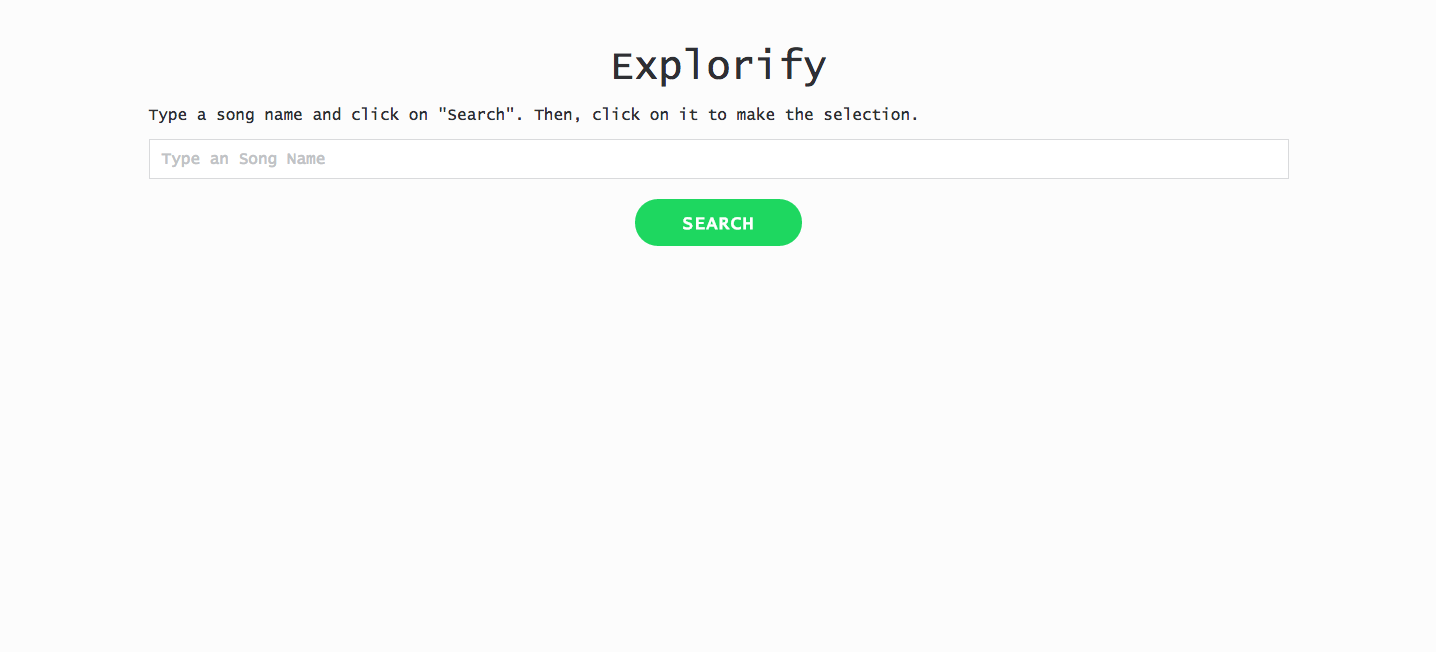 Explorify
Type a song name and click on "Search". Then, click on it to make the selection.
Type an Song Name
SEARCH